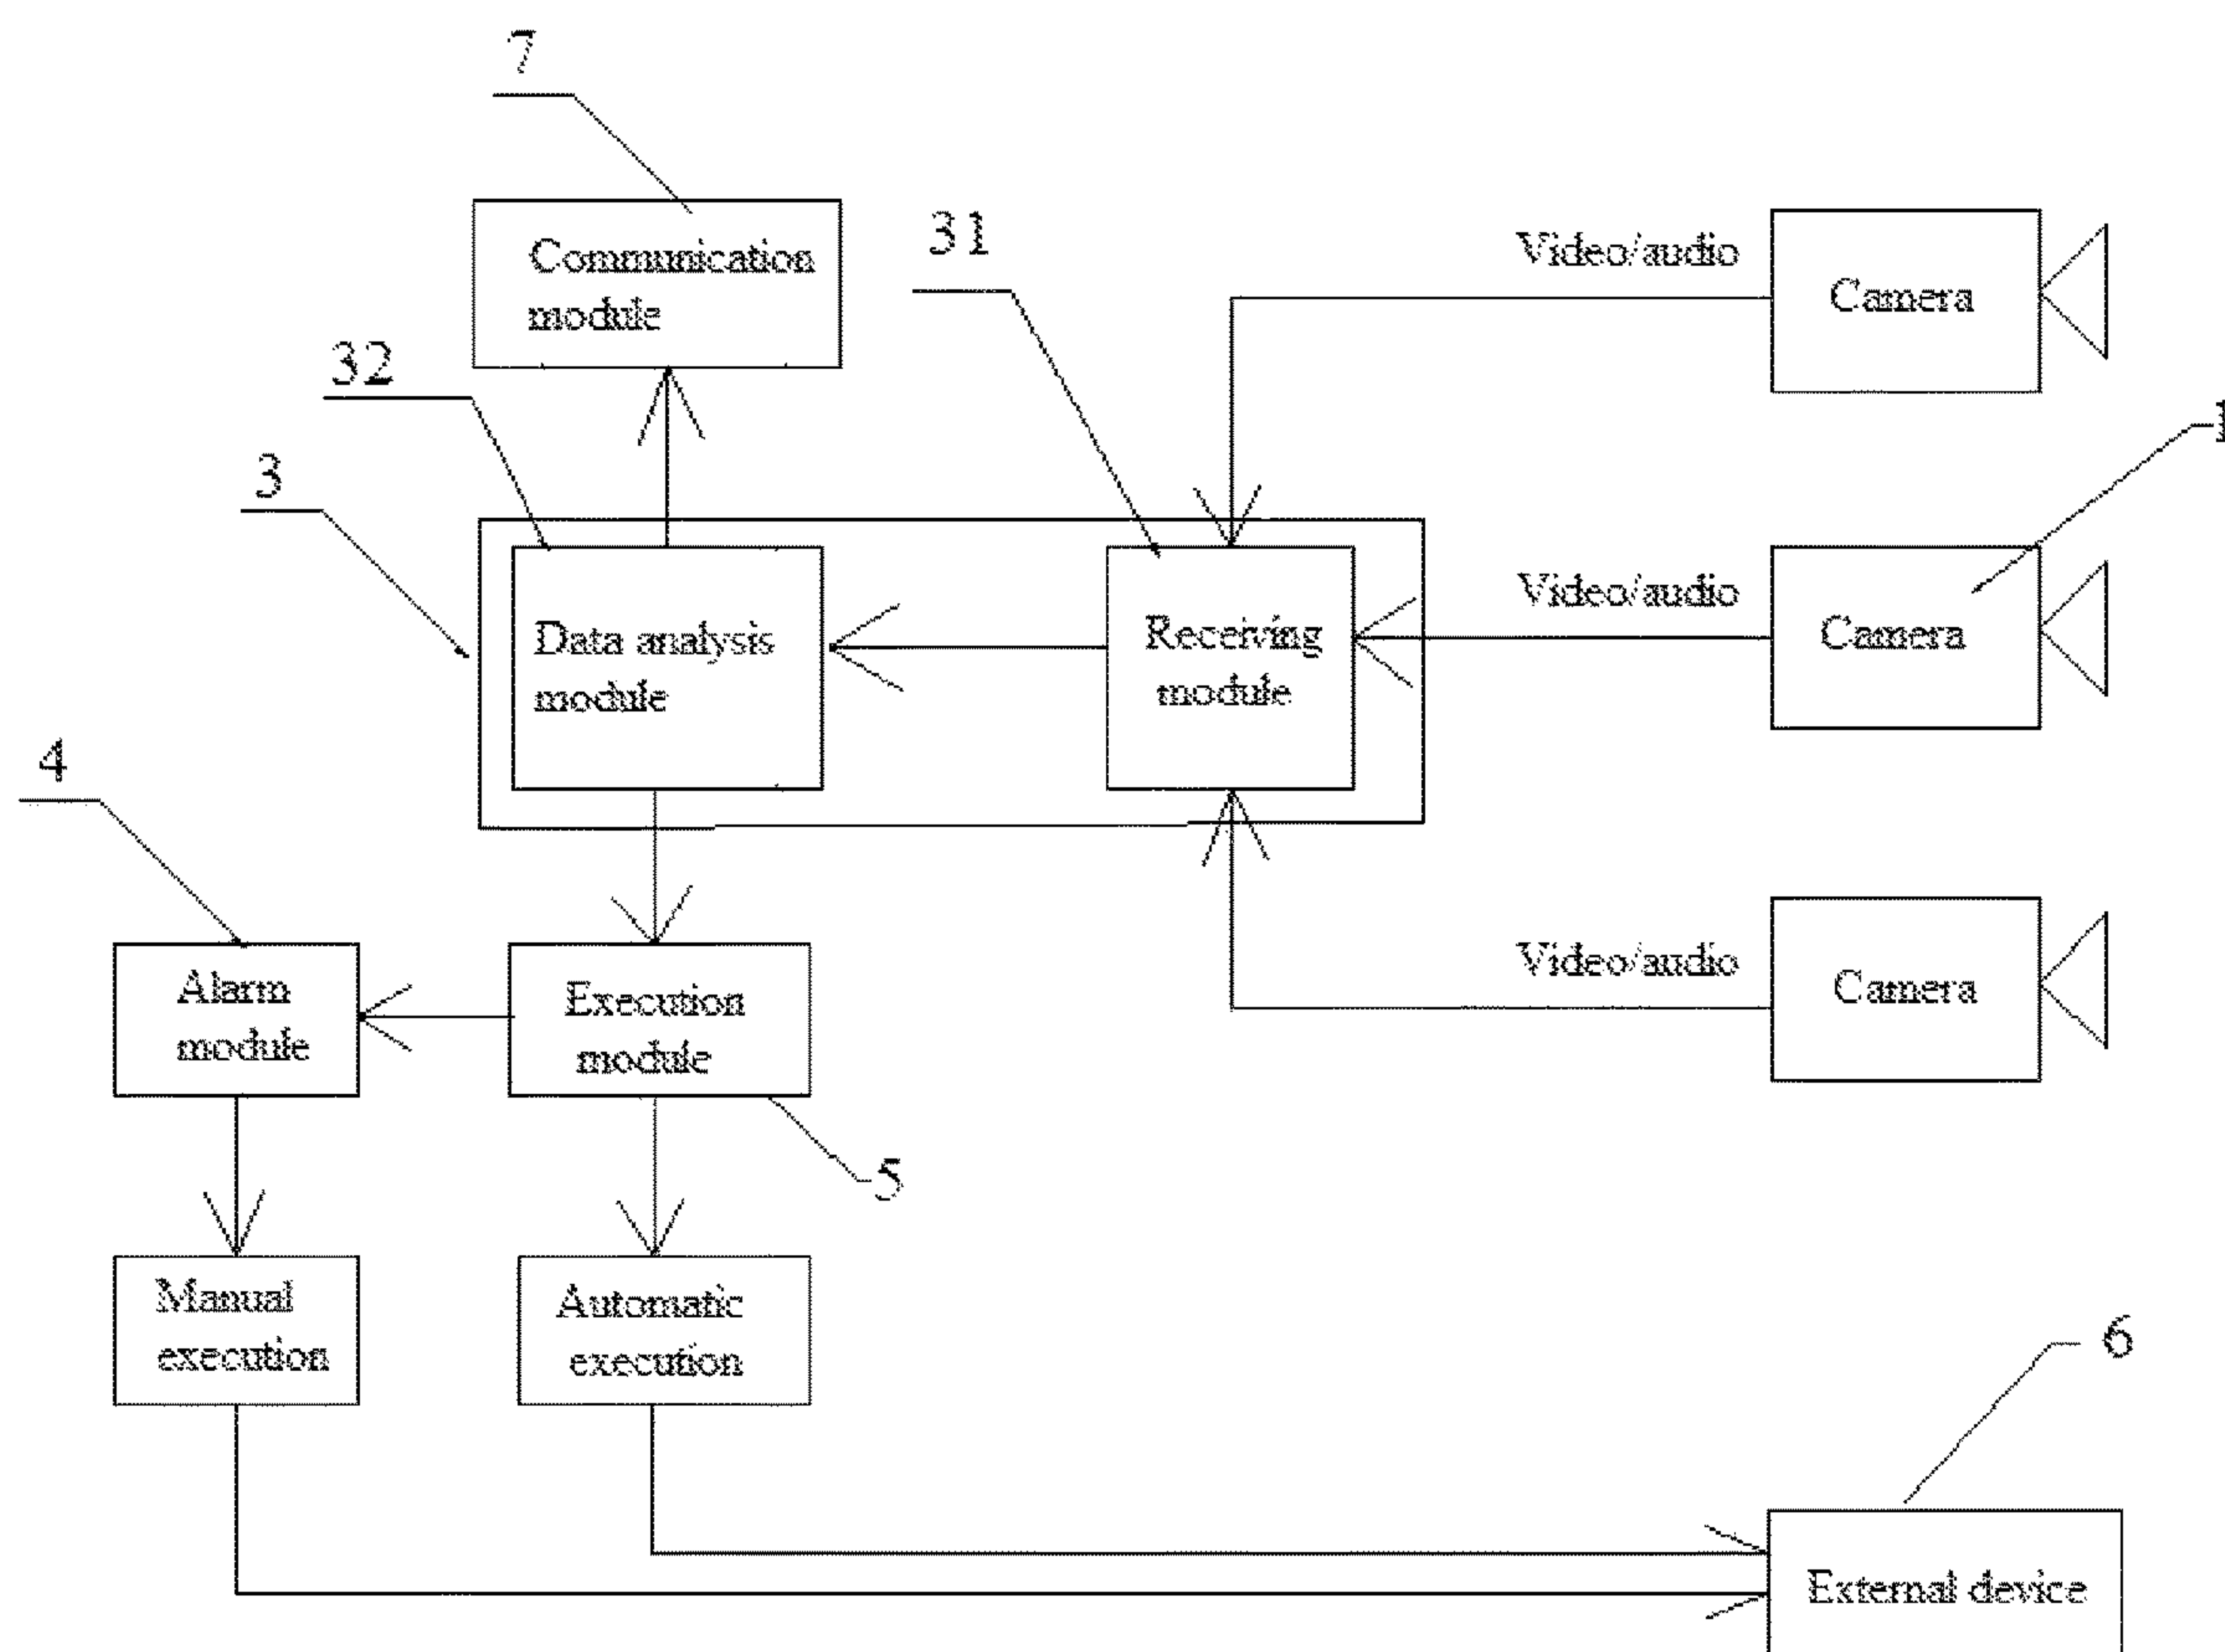 7
Communication
module
31
Video/audio
Camera
32
1
3
Video/audio
Camera
Data analysis
module
Receiving
module
4
Video/audio
Camera
Alarm
module
Execution
module
5
Manual
execution
Automatic
execution
6
External device